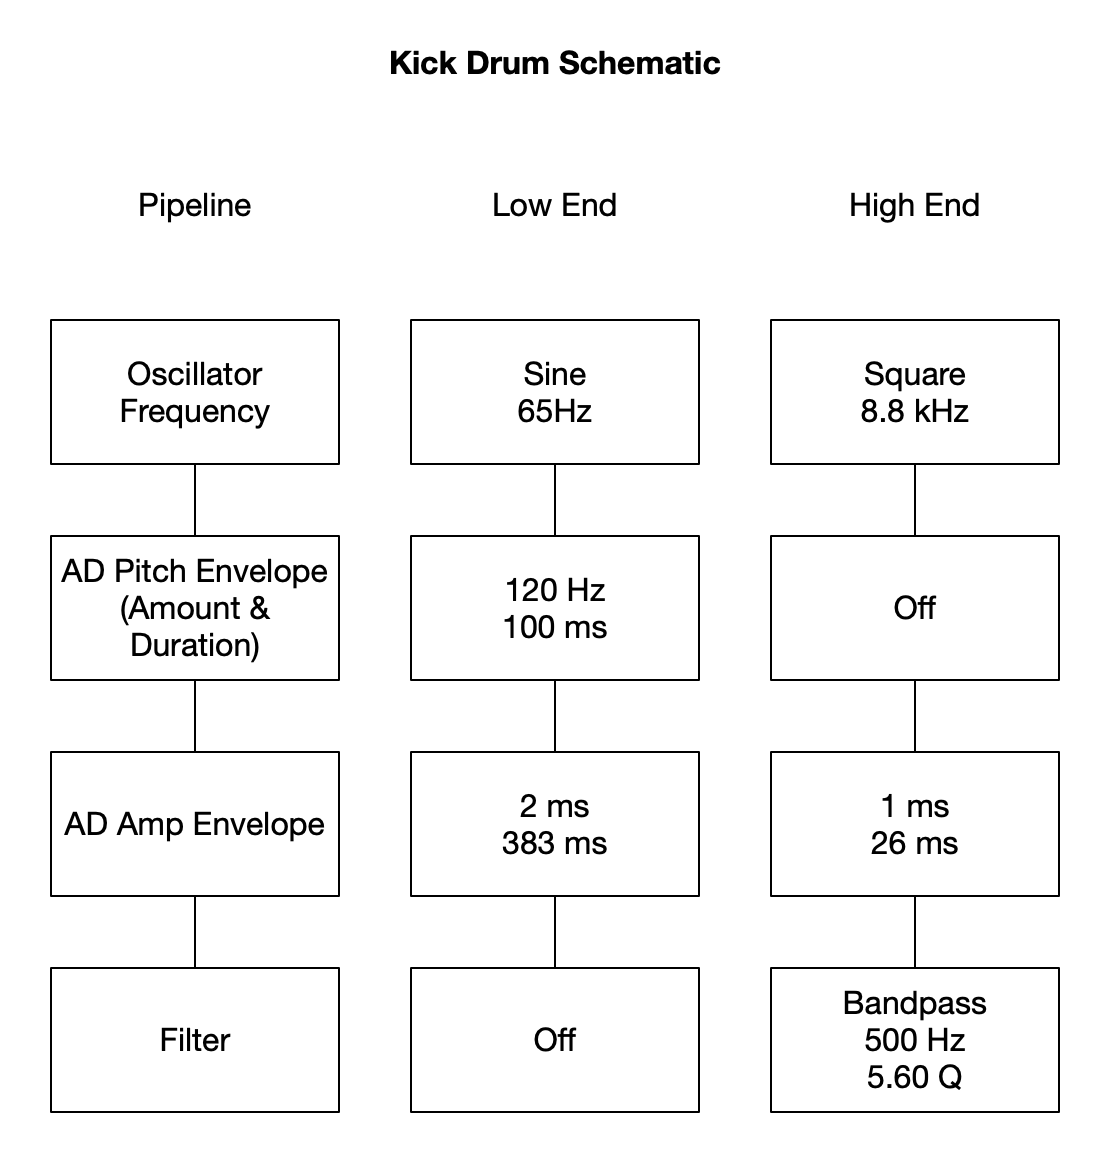 Kick Drum Schematic
Pipeline
Low End
High End
Oscillator
Frequency
Sine
65Hz
Square
8.8 kHz
AD Pitch Envelope
(Amount &
Duration)
120 Hz
100 ms
Off
AD Amp Envelope
2 ms
383 ms
1 ms
26 ms
Filter
Off
Bandpass
500 Hz
5.60 Q